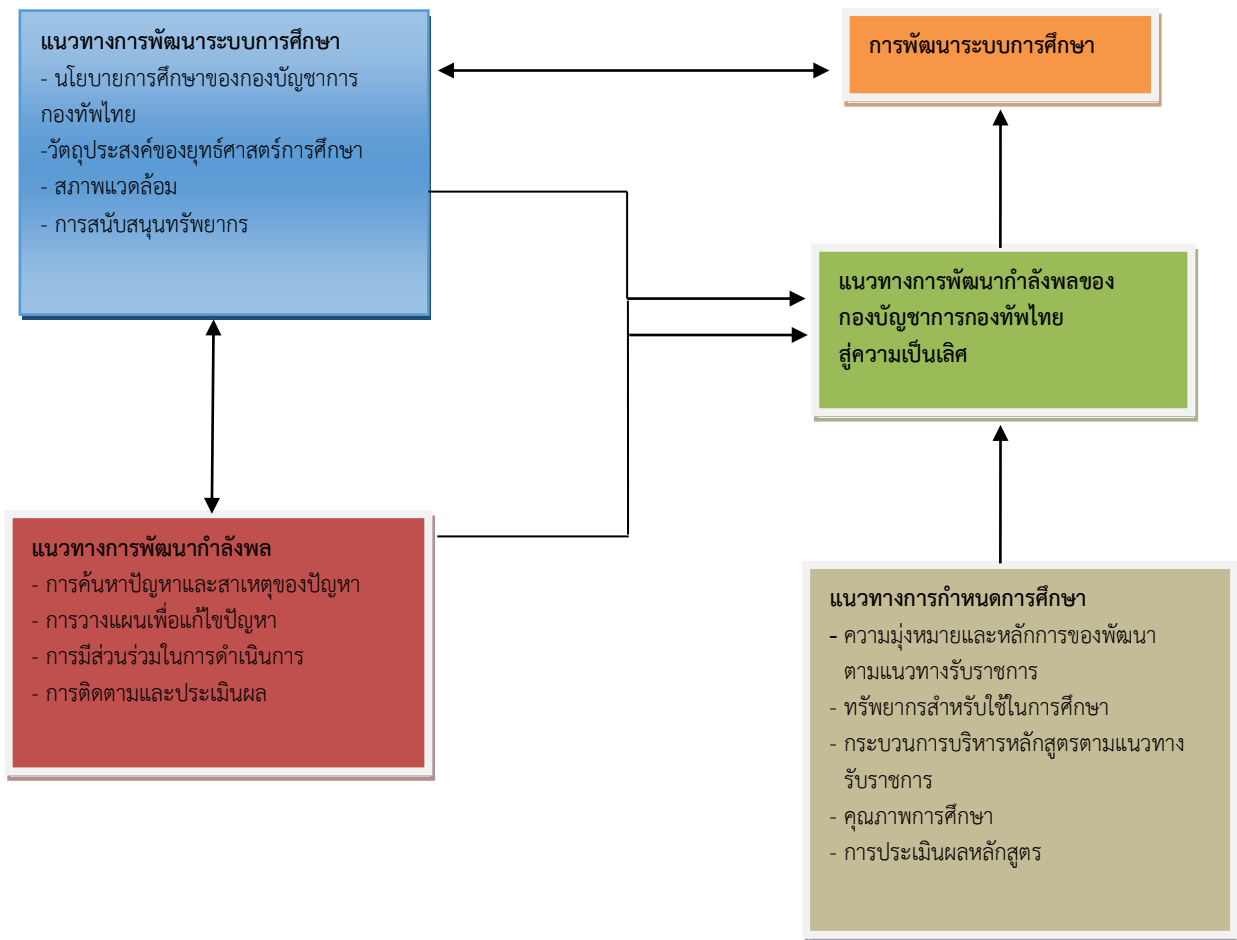 แนวทางการพัฒนาระบบการศึกษา
- นโยบายการศึกษาของกองบัญชาการ
กองทัพไทย
-วัตถุประสงค์ของยุทธ์ศาสตร์การศึกษา
- สภาพแวดล้อม
- การสนับสนุนทรัพยากร
การพัฒนาระบบการศึกษา
แนวทางการพัฒนากำลังพลของ
กองบัญชาการกองทัพไทย
สู่ความเป็นเลิศ
แนวทางการพัฒนากำลังพล
- การค้นหาปัญหาและสาเหตุของปัญหา
- การวางแผนเพื่อแก้ไขปัญหา
- การมีส่วนร่วมในการดำเนินการ
- การติดตามและประเมินผล
แนวทางการกำหนดการศึกษา
- ความมุ่งหมายและหลักการของพัฒนา
ตามแนวทางรับราชการ
- ทรัพยากรสำหรับใช้ในการศึกษา
- กระบวนการบริหารหลักสูตรตามแนวทาง
รับราชการ
- คุณภาพการศึกษา
- การประเมินผลหลักสูตร